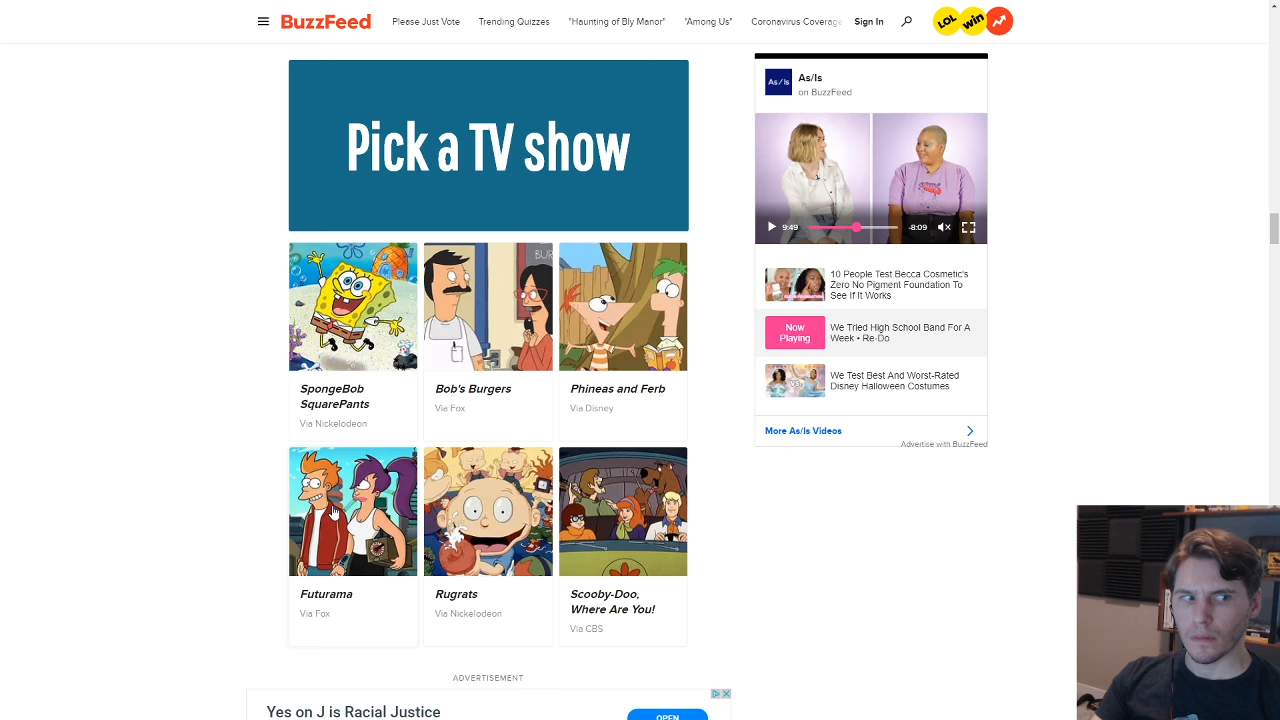 BuzzFeed
Please Just Vote
Trending Quizzes
"Haunting of Bly Manor"
"Among Us"
Coronavirus Coverage
Sign In
LOL
win
Pick a TV show
SpongeBob
SquarePants
Via Nickelodeon
BUR
Bob's Burgers
Via Fox
Phineas and Ferb
Via Disney
Futurama
Via Fox
Rugrats
Via Nickelodeon
Scooby-Doo,
Where Are You!
Via CBS
ADVERTISEMENT
Yes on J is Racial Justice
OPEN
As/Is
As/Is
on BuzzFeed
9:49
-8:09
10 People Test Becca Cosmetic's
Zero No Pigment Foundation To
See If It Works
Now
Playing
We Tried High School Band For A
Week • Re-Do
We Test Best And Worst-Rated
Disney Halloween Costumes
More As/Is Videos
Advertise with BuzzFeed